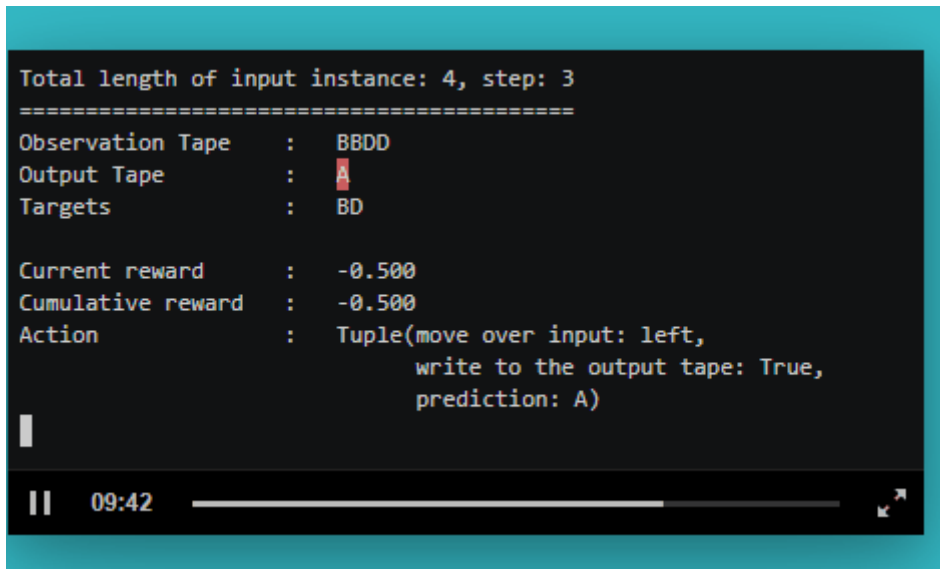 Total length of input instance: 4, step: 3
==========================================
Observation Tape : BBDD
Output Tape : A
Targets : BD
Current reward : -0.500
Cumulative reward : -0.500
Action : Tuple(move over input: left,
write to the output tape: True,
prediction: A)
09:42